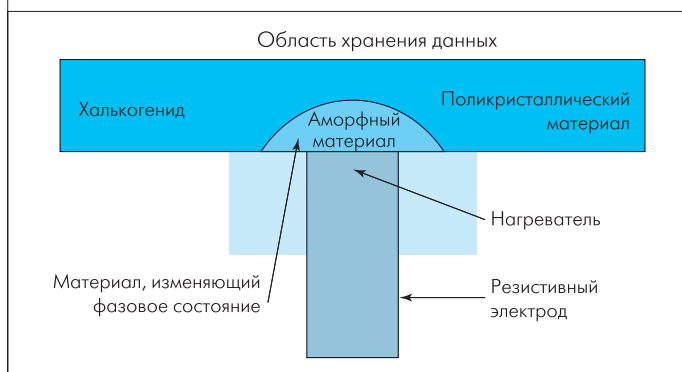 Область хранения данных
Халькогенид
Поликристаллический
материал
Аморфный
материал
Нагреватель
Материал, изменяющий
фазовое состояние
Резистивный
электрод